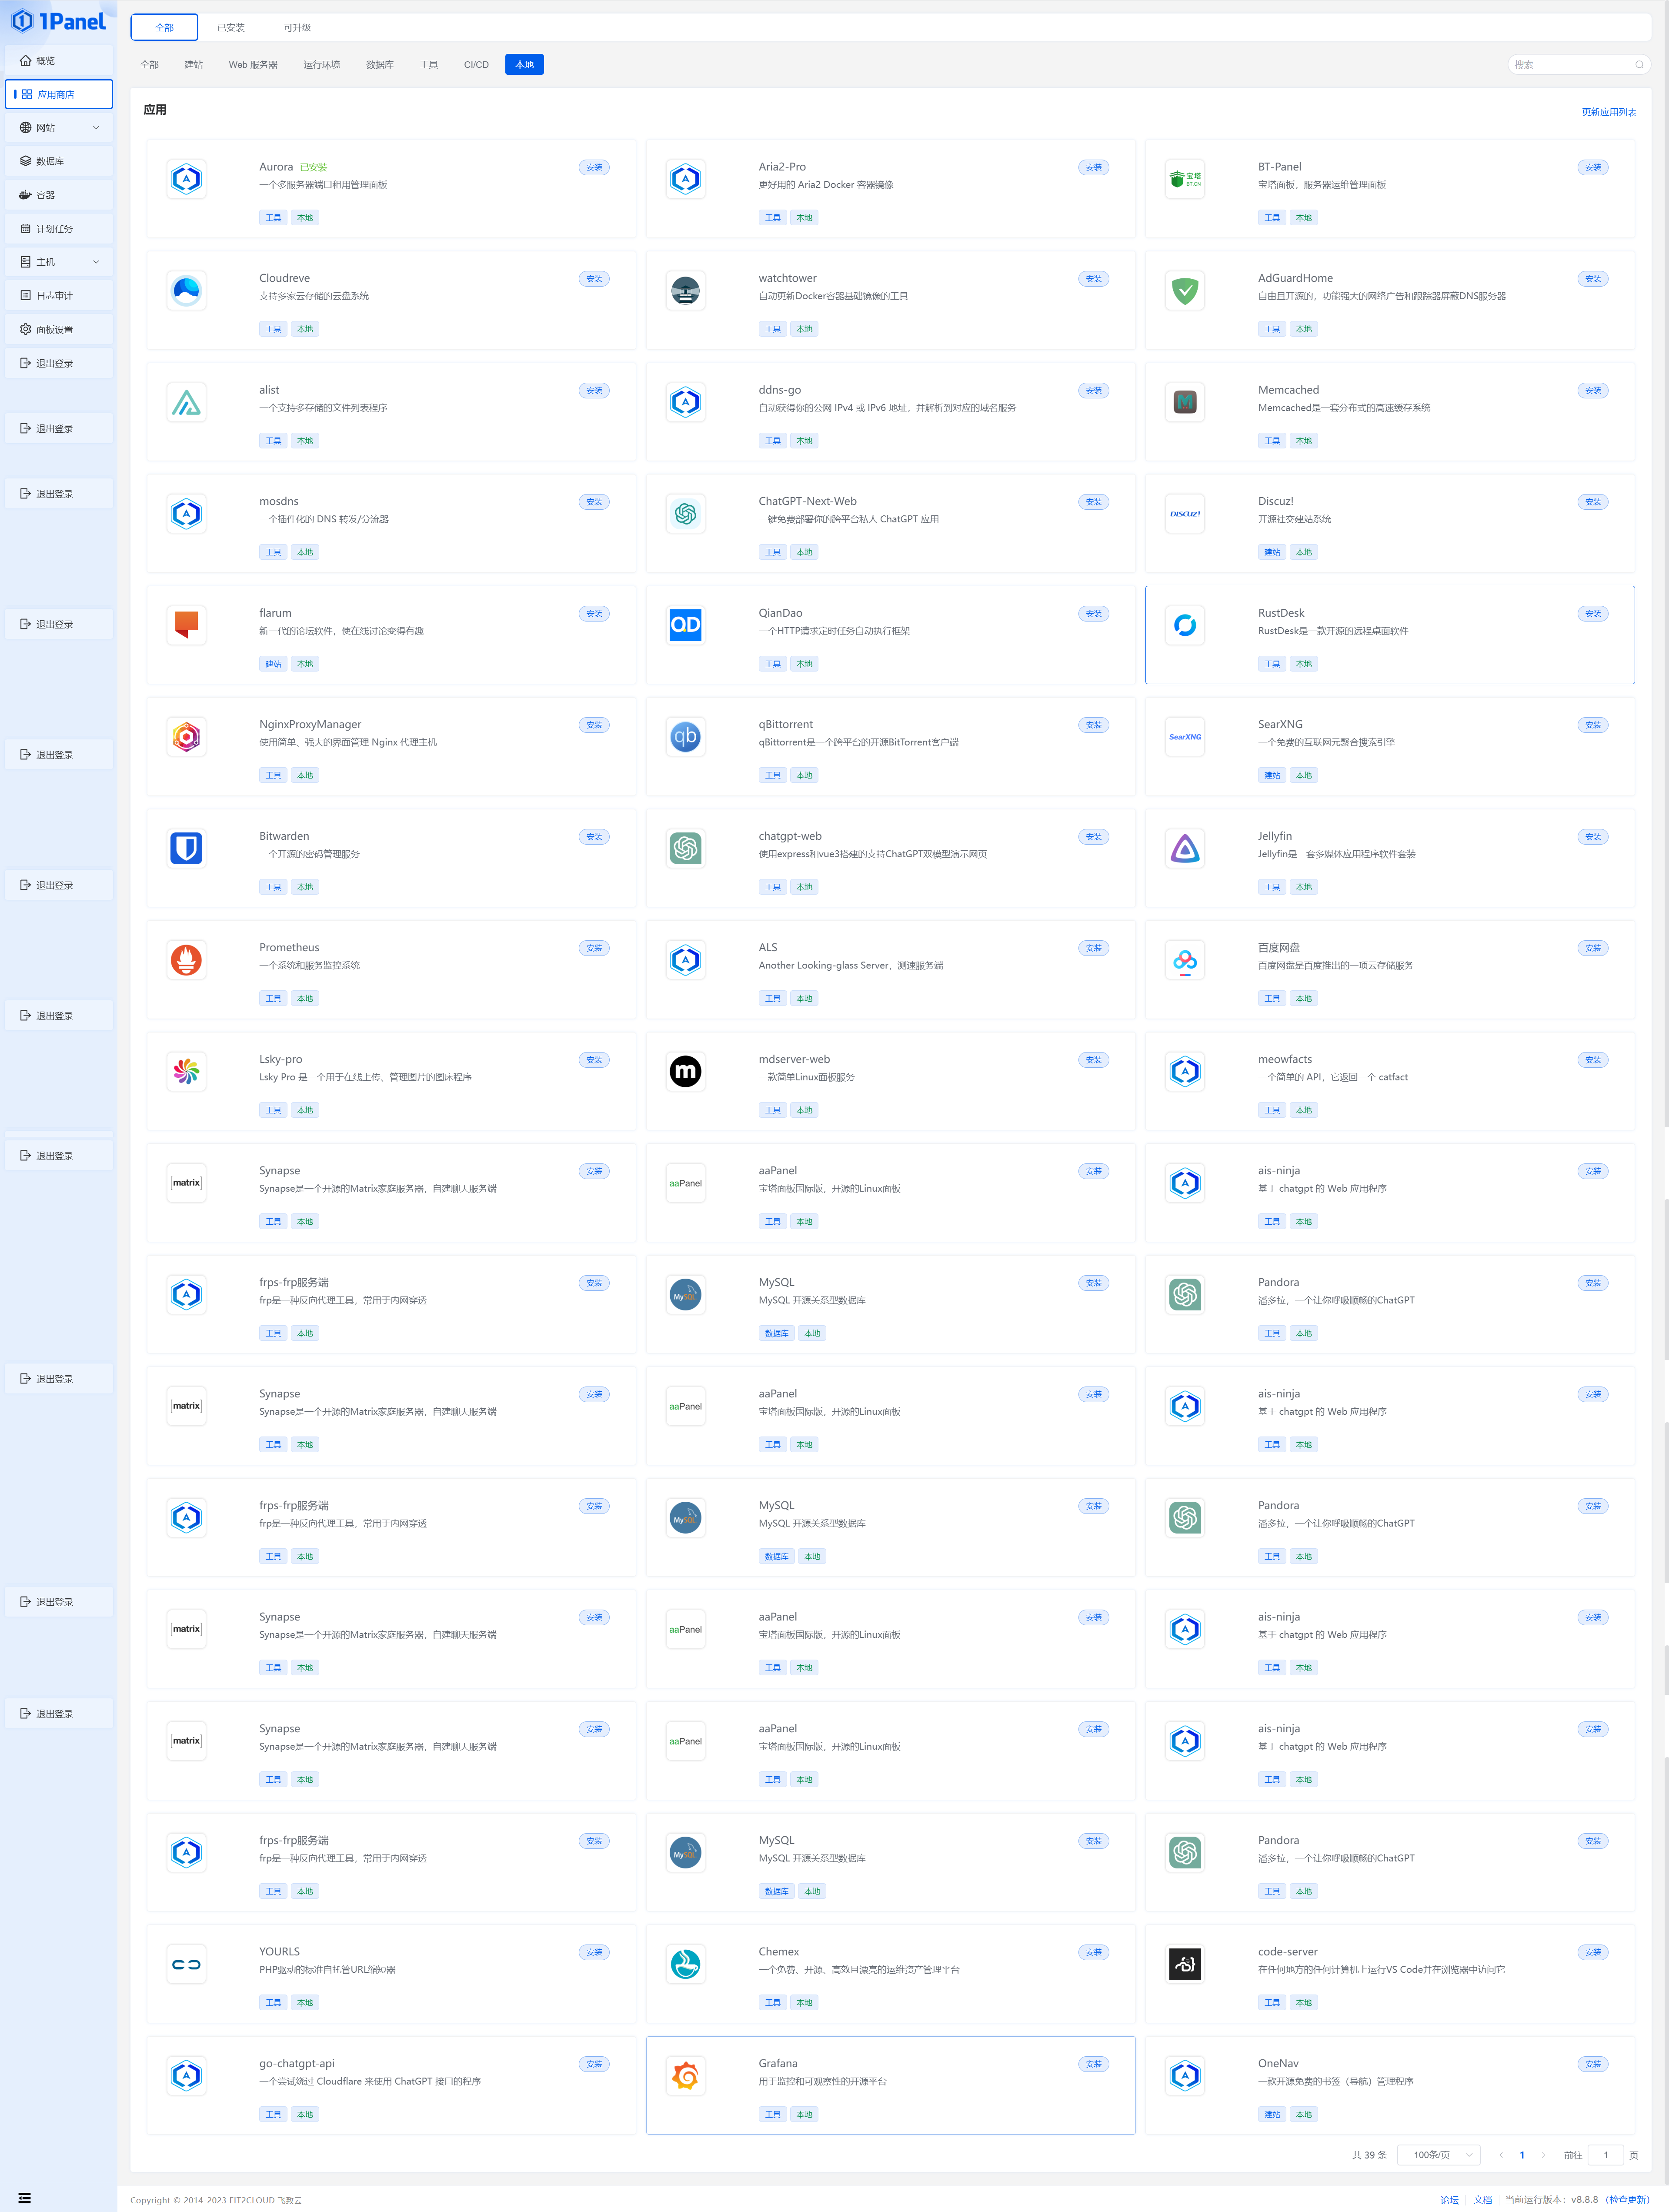 1Panel
概览
应用商店
网站
数据库
容器
计划任务
主机
日志审计
面板设置
退出登录
退出登录
退出登录
退出登录
退出登录
退出登录
退出登录
退出登录
退出登录
退出登录
退出登录
全部 已安装 可升级
全部 建站 Web 服务器 运行环境 数据库 工具 CI/CD 本地
搜索
应用
更新应用列表
Aurora 已安装
安装
一个多服务器端口租用管理面板
工具 本地
Aria2-Pro
安装
更好用的 Aria2 Docker 容器镜像
工具 本地
宝塔
BT.CN
BT-Panel
安装
宝塔面板，服务器运维管理面板
工具 本地
Cloudreve
安装
支持多家云存储的云盘系统
工具 本地
watchtower
安装
自动更新Docker容器基础镜像的工具
工具 本地
AdGuardHome
安装
自由且开源的，功能强大的网络广告和跟踪器屏蔽DNS服务器
工具 本地
alist
安装
一个支持多存储的文件列表程序
工具 本地
ddns-go
安装
自动获得你的公网 IPv4 或 IPv6 地址，并解析到对应的域名服务
工具 本地
Memcached
安装
Memcached是一套分布式的高速缓存系统
工具 本地
mosdns
安装
一个插件化的 DNS 转发/分流器
工具 本地
ChatGPT-Next-Web
安装
一键免费部署你的跨平台私人 ChatGPT 应用
工具 本地
DISCUZ!
Discuz!
安装
开源社交建站系统
建站 本地
flarum
安装
新一代的论坛软件，使在线讨论变得有趣
建站 本地
QD
QianDao
安装
一个HTTP请求定时任务自动执行框架
工具 本地
RustDesk
安装
RustDesk是一款开源的远程桌面软件
工具 本地
NginxProxyManager
安装
使用简单、强大的界面管理 Nginx 代理主机
工具 本地
qb
qBittorrent
安装
qBittorrent是一个跨平台的开源BitTorrent客户端
工具 本地
SearXNG
SearXNG
安装
一个免费的互联网元聚合搜索引擎
建站 本地
Bitwarden
安装
一个开源的密码管理服务
工具 本地
chatgpt-web
安装
使用express和vue3搭建的支持ChatGPT双模型演示网页
工具 本地
Jellyfin
安装
Jellyfin是一套多媒体应用程序软件套装
工具 本地
Prometheus
安装
一个系统和服务监控系统
工具 本地
ALS
安装
Another Looking-glass Server，测速服务端
工具 本地
百度网盘
安装
百度网盘是百度推出的一项云存储服务
工具 本地
Lsky-pro
安装
Lsky Pro 是一个用于在线上传、管理图片的图床程序
工具 本地
m
mdserver-web
安装
一款简单Linux面板服务
工具 本地
meowfacts
安装
一个简单的 API，它返回一个 catfact
工具 本地
[matrix]
Synapse
安装
Synapse是一个开源的Matrix家庭服务器，自建聊天服务端
工具 本地
aaPanel
aaPanel
安装
宝塔面板国际版，开源的Linux面板
工具 本地
ais-ninja
安装
基于 chatgpt 的 Web 应用程序
工具 本地
frps-frp服务端
安装
frp是一种反向代理工具，常用于内网穿透
工具 本地
MySQL
MySQL
安装
MySQL 开源关系型数据库
数据库 本地
Pandora
安装
潘多拉，一个让你呼吸顺畅的ChatGPT
工具 本地
[matrix]
Synapse
安装
Synapse是一个开源的Matrix家庭服务器，自建聊天服务端
工具 本地
aaPanel
aaPanel
安装
宝塔面板国际版，开源的Linux面板
工具 本地
ais-ninja
安装
基于 chatgpt 的 Web 应用程序
工具 本地
frps-frp服务端
安装
frp是一种反向代理工具，常用于内网穿透
工具 本地
MySQL
MySQL
安装
MySQL 开源关系型数据库
数据库 本地
Pandora
安装
潘多拉，一个让你呼吸顺畅的ChatGPT
工具 本地
[matrix]
Synapse
安装
Synapse是一个开源的Matrix家庭服务器，自建聊天服务端
工具 本地
aaPanel
aaPanel
安装
宝塔面板国际版，开源的Linux面板
工具 本地
ais-ninja
安装
基于 chatgpt 的 Web 应用程序
工具 本地
[matrix]
Synapse
安装
Synapse是一个开源的Matrix家庭服务器，自建聊天服务端
工具 本地
aaPanel
aaPanel
安装
宝塔面板国际版，开源的Linux面板
工具 本地
ais-ninja
安装
基于 chatgpt 的 Web 应用程序
工具 本地
frps-frp服务端
安装
frp是一种反向代理工具，常用于内网穿透
工具 本地
MySQL
MySQL
安装
MySQL 开源关系型数据库
数据库 本地
Pandora
安装
潘多拉，一个让你呼吸顺畅的ChatGPT
工具 本地
YOURLS
安装
PHP驱动的标准自托管URL缩短器
工具 本地
Chemex
安装
一个免费、开源、高效且漂亮的运维资产管理平台
工具 本地
code-server
安装
在任何地方的任何计算机上运行VS Code并在浏览器中访问它
工具 本地
go-chatgpt-api
安装
一个尝试绕过 Cloudflare 来使用 ChatGPT 接口的程序
工具 本地
Grafana
安装
用于监控和可观察性的开源平台
工具 本地
OneNav
安装
一款开源免费的书签（导航）管理程序
建站 本地
共 39 条 100条/页 1 前往 1 页
Copyright © 2014-2023 FIT2CLOUD 飞致云
论坛 文档 当前运行版本：v8.8.8 （检查更新）